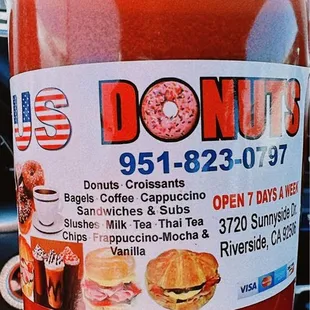 US DONUTS
951-823-0797
Donuts · Croissants
Bagels · Coffee · Cappuccino
Sandwiches & Subs
Slushes · Milk · Tea · Thai Tea
Chips · Frappuccino-Mocha &
Vanilla
OPEN 7 DAYS A WEEK
3720 Sunnyside Dr.
Riverside, CA 92506
VISA